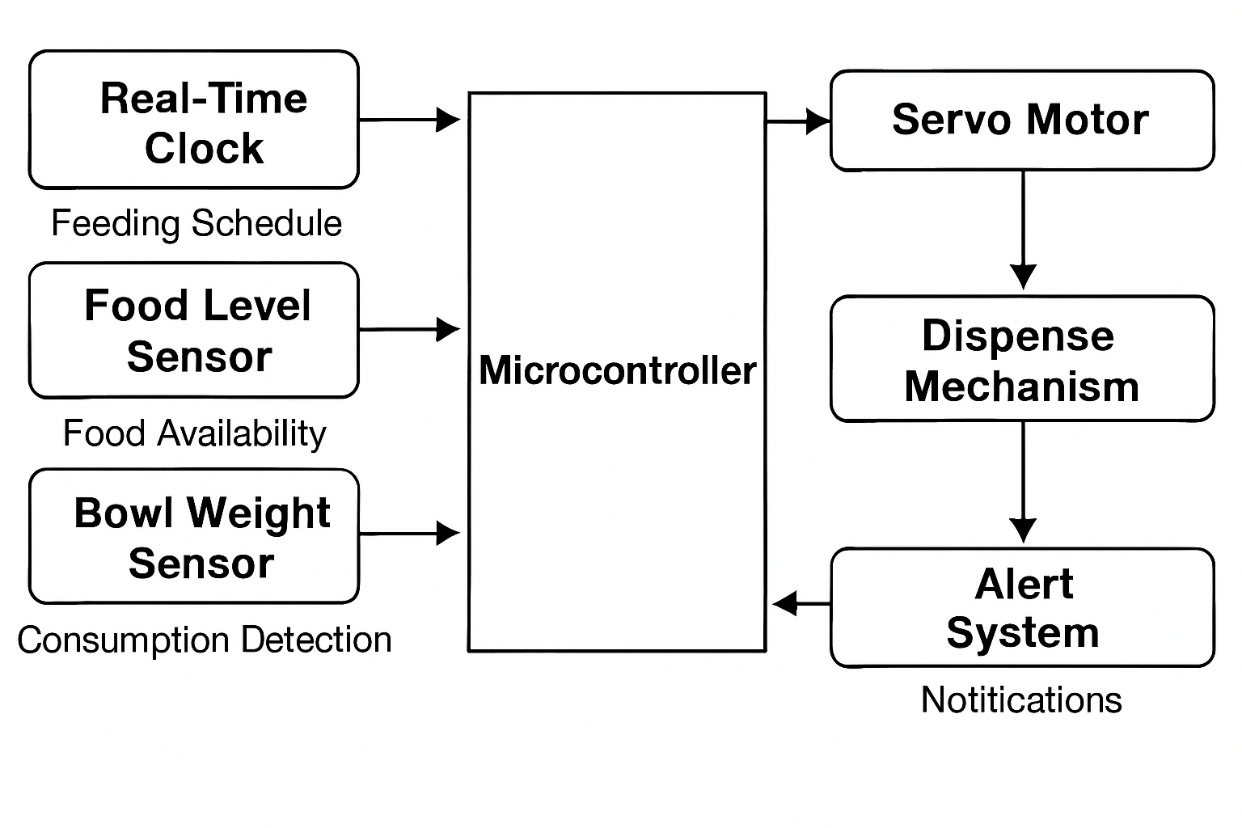 Real-Time
Clock
Feeding Schedule
Food Level
Sensor
Food Availability
Bowl Weight
Sensor
Consumption Detection
Microcontroller
Servo Motor
Dispense
Mechanism
Alert
System
Notitications